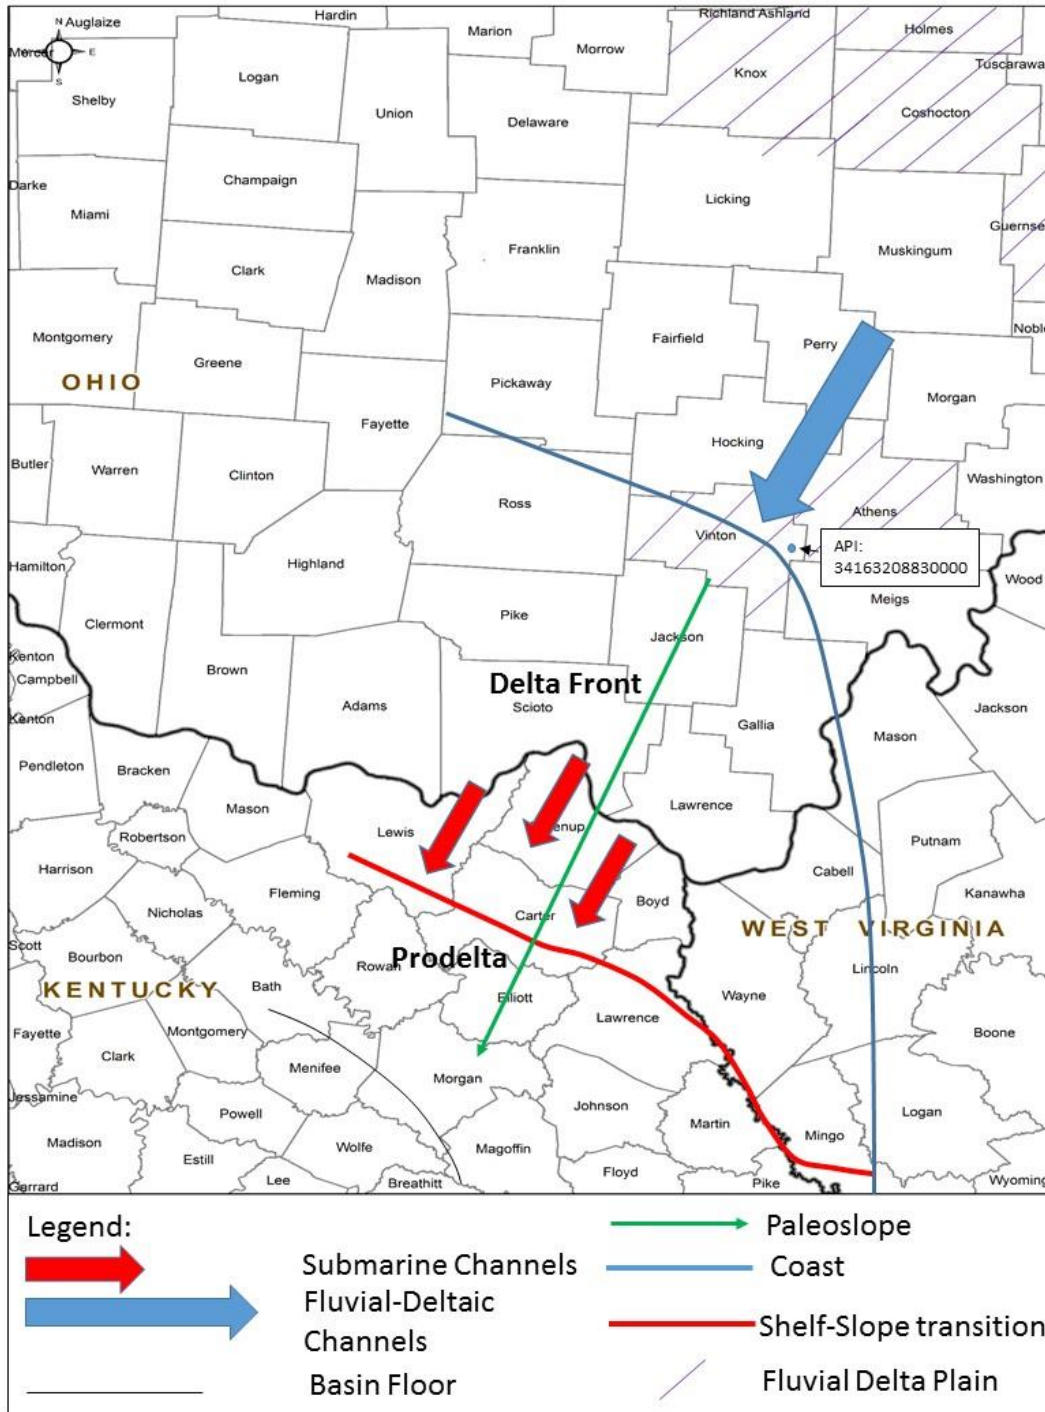 N
Auglaize
Hardin
Marion
Morrow
Richland Ashland
Holmes
Mercer
E
S
Tuscarawa
Shelby
Logan
Union
Delaware
Knox
Coshocton
Darke
Miami
Champaign
Licking
Guernse
Clark
Madison
Franklin
Muskingum
Montgomery
Greene
Fairfield
Perry
Noble
OHIO
Pickaway
Morgan
Fayette
Hocking
Butler
Warren
Clinton
Ross
Athens
Washington
Vinton
API:
34163208830000
Hamilton
Highland
Wood
Clermont
Pike
Meigs
Kenton
Campbell
Brown
Jackson
Delta Front
Adams
Scioto
Jackson
Kenton
Gallia
Mason
Pendleton
Bracken
Mason
Lawrence
Robertson
Lewis
enup
Putnam
Harrison
Fleming
Cabell
Nicholas
Carter
Boyd
Kanawha
WEST VIRGINIA
Scott
Bourbon
Prodelta
Rowan
Lincoln
KENTUCKY
Bath
Elliott
Wayne
Fayette
Montgomery
Lawrence
Boone
Clark
Menifee
Morgan
Jessamine
Powell
Johnson
Martin
Logan
Madison
Wolfe
Magoffin
Mingo
Estill
Floyd
Garrard
Lee
Breathitt
Pike
Wyoming
Legend:
Submarine Channels
Fluvial-Deltaic
Channels
Basin Floor
Paleoslope
Coast
Shelf-Slope transition
Fluvial Delta Plain